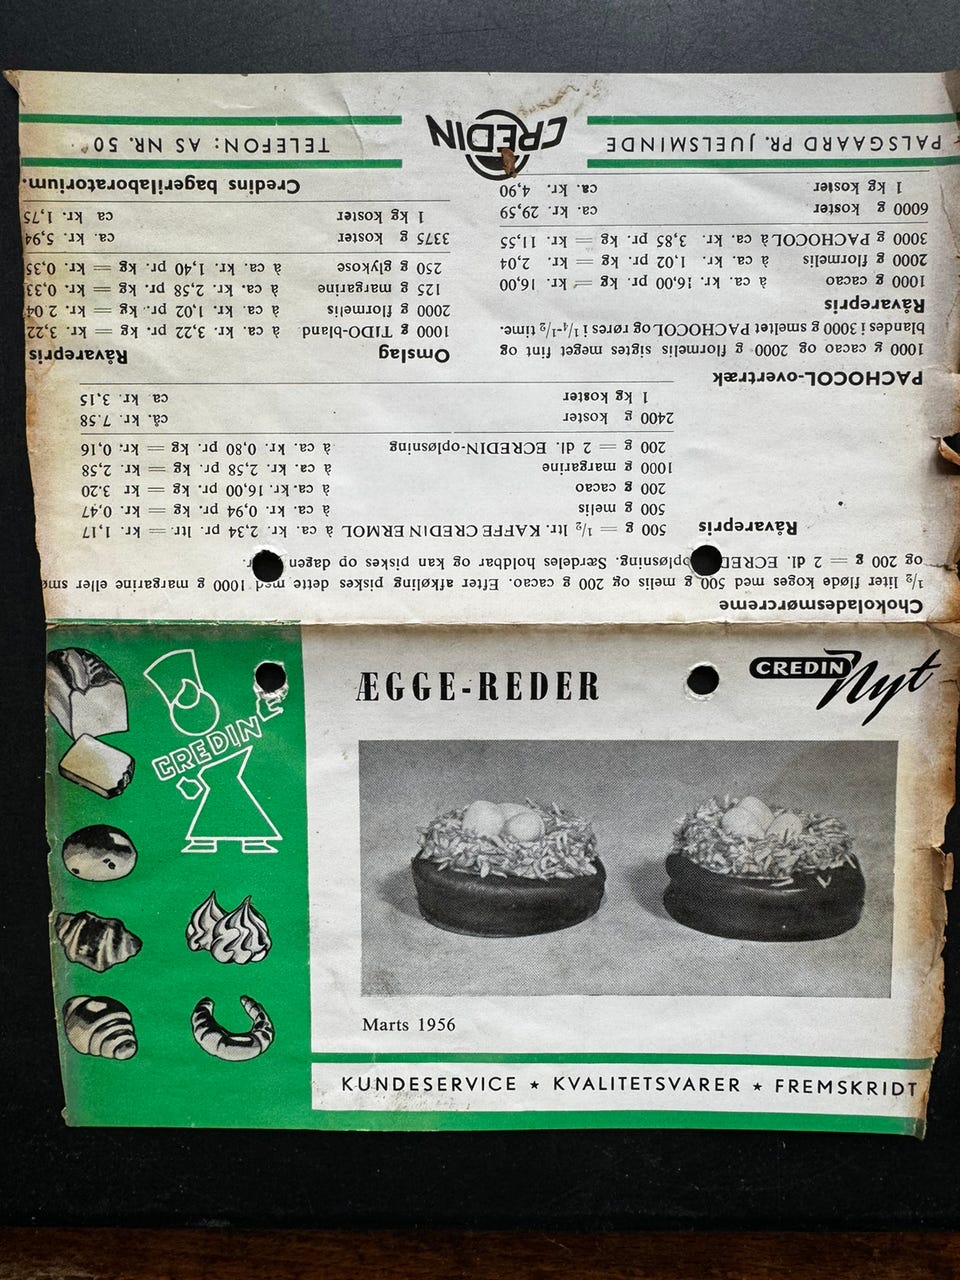 CREDIN Nyt
ÆGGE-REDER
CREDIN
Marts 1956
KUNDESERVICE ★ KVALITETSVARER ★ FREMSKRIDT
Chokoladesmørcreme
½ liter fløde koges med 500 g melis og 200 g cacao. Efter afkøling piskes dette med 1000 g margarine eller
og 200 g = 2 dl. opløsning. Særdeles holdbar og kan piskes op dagen
Råvarepris
500 g = ½ ltr. KAFFE CREDIN ERMOL à ca. kr. 2,34 pr. ltr = kr. 1,17
500 g melis à ca. kr. 0,94 pr. kg = kr. 0,47
200 g cacao à ca. kr. 16,00 pr. kg = kr 3.20
1000 g margarine à ca. kr. 2,58 pr. kg = kr. 2,58
200 g = 2 dl. ECREDIN-opløsning à ca. kr. 0,80 pr. kg = kr. 0,16
2400 g koster ca. kr. 7.58
1 kg koster ca. kr. 3,15
PACHOCOL-overtræk
1000 g cacao og 2000 g flormelis sigtes meget fint og
blandes i 3000 g smeltet PACHOCOL og røres i 1/4-1/2 time.
Råvarepris
1000 g cacao à ca. kr. 16,00 pr. kg = kr. 16,00
2000 g flormelis à ca. kr. 1,02 pr. kg = kr. 2,04
3000 g PACHOCOL à ca. kr. 3,85 pr. kg = kr. 11,55
6000 g koster ca. kr. 29,59
1 kg koster ca. kr. 4,90
Omslag Råvarepris
1000 g TIDO-bland à ca. kr. 3,22 pr. kg = kr. 3,22
2000 g flormelis à ca. kr. 1,02 pr. kg = kr. 2,04
125 g margarine à ca. kr. 2,58 pr. kg = kr. 0,33
250 g glykose à ca. kr. 1,40 pr. kg = kr. 0,35
3375 g koster ca. kr. 5,94
1 kg koster ca kr. 1,75
Credins bagerilaboratorium.
PALSGAARD PR. JUELSMINDE CREDIN TELEFON: AS NR. 50